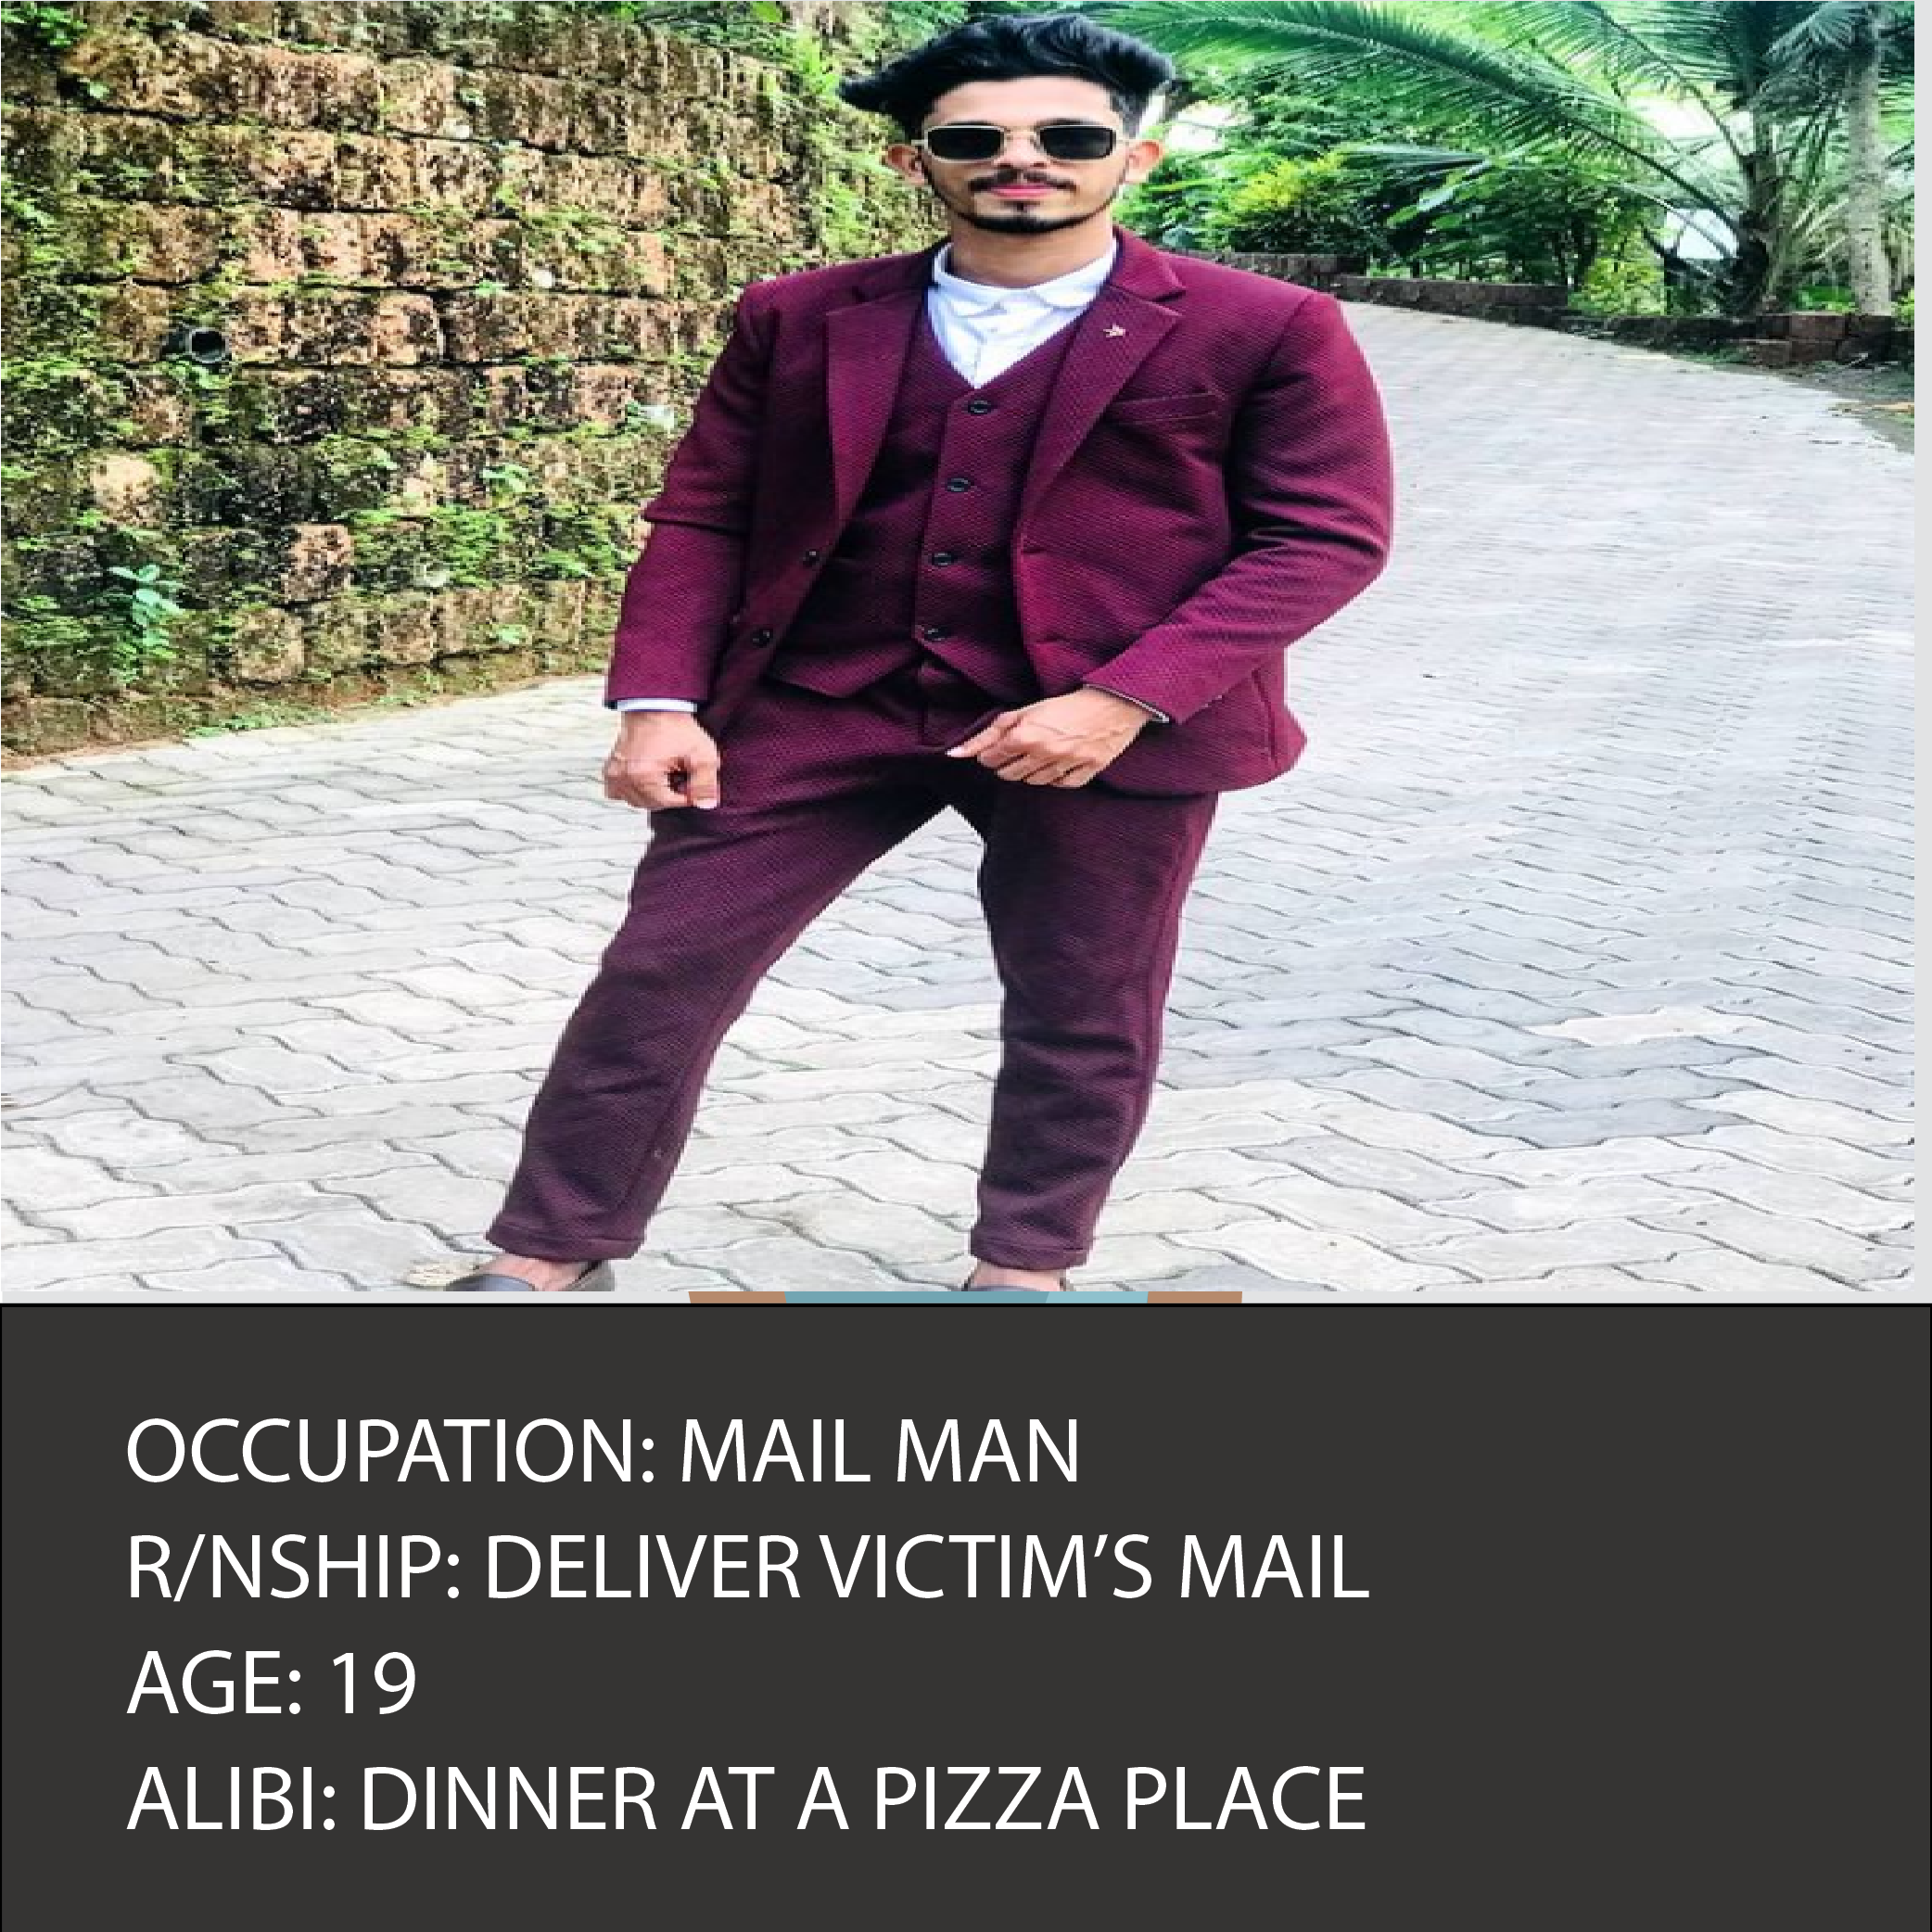 OCCUPATION: MAIL MAN
R/NSHIP: DELIVER VICTIM’S MAIL
AGE: 19
ALIBI: DINNER AT A PIZZA PLACE